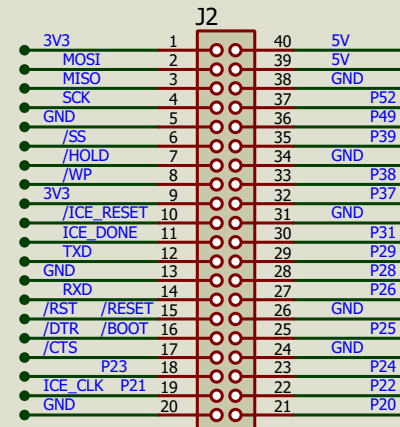 J2
3V3 1 40 5V
MOSI 2 39 5V
MISO 3 38 GND
SCK 4 37 P52
GND 5 36 P49
/SS 6 35 P39
/HOLD 7 34 GND
/WP 8 33 P38
3V3 9 32 P37
/ICE_RESET 10 31 GND
ICE_DONE 11 30 P31
TXD 12 29 P29
GND 13 28 P28
RXD 14 27 P26
/RST /RESET 15 26 GND
/DTR /BOOT 16 25 P25
/CTS 17 24 GND
P23 18 23 P24
ICE_CLK P21 19 22 P22
GND 20 21 P20